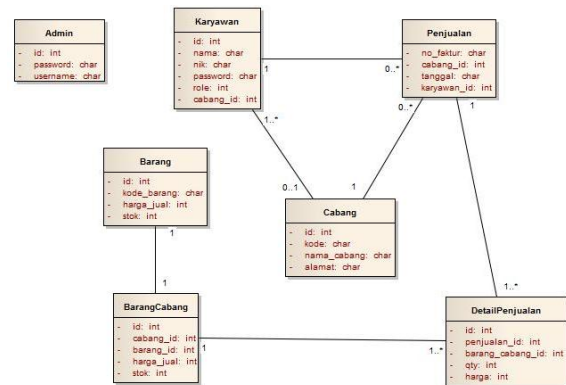 Admin
- id: int
- password: char
- username: char
Karyawan
- id: int
- nama: char
- nik: char
- password: char
- role: int
- cabang_id: int
Penjualan
- no_faktur: char
- cabang_id: int
- tanggal: char
- karyawan_id: int
1
0..*
1..*
0..*
1
0..1
1
Barang
- id: int
- kode_barang: char
- harga_jual: int
- stok: int
1
1
Cabang
- id: int
- kode: char
- nama_cabang: char
- alamat: char
1..*
BarangCabang
- id: int
- cabang_id: int
- barang_id: int
- harga_jual: int
- stok: int
1
1..*
DetailPenjualan
- id: int
- penjualan_id: int
- barang_cabang_id: int
- qty: int
- harga: int